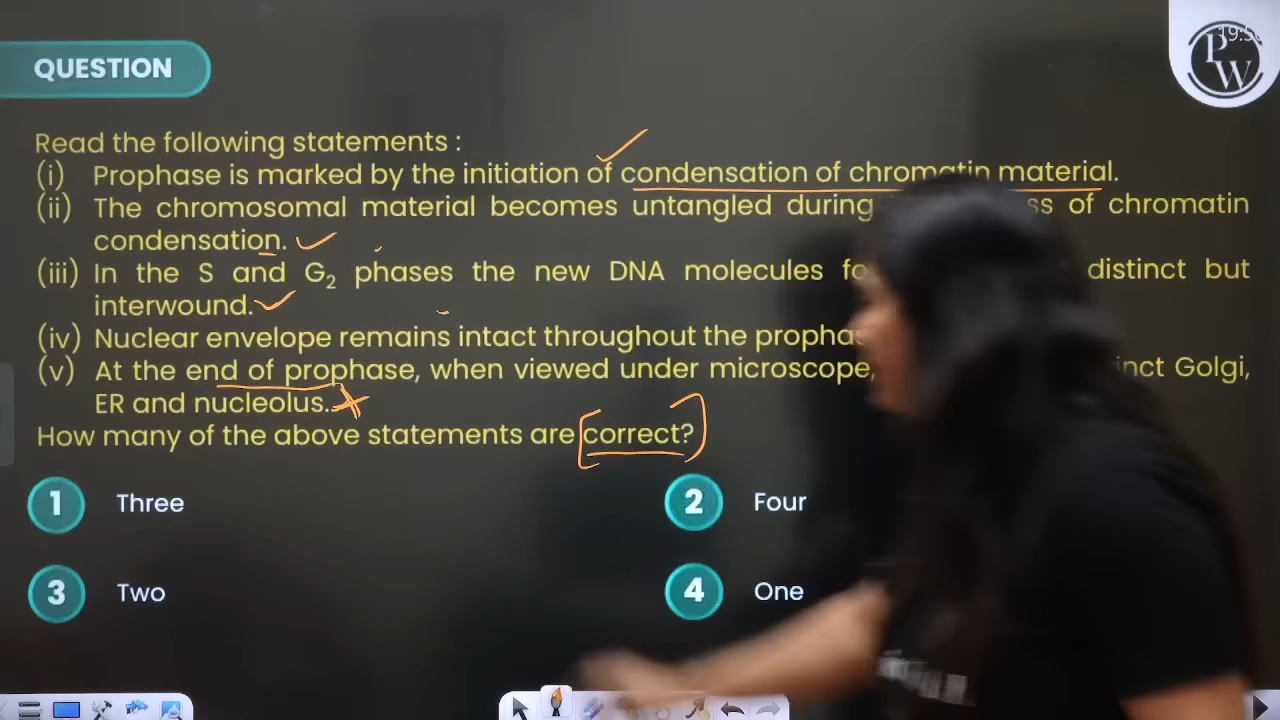 19:5
PW
QUESTION
Read the following statements :
(i) Prophase is marked by the initiation of condensation of chromatin material.
(ii) The chromosomal material becomes untangled during of chromatin
condensation.
(iii) In the S and G₂ phases the new DNA molecules distinct but
interwound.
(iv) Nuclear envelope remains intact throughout the
(v) At the end of prophase, when viewed under microscope, Golgi,
ER and nucleolus.
How many of the above statements are correct?
1 Three
2 Four
3 Two
4 One